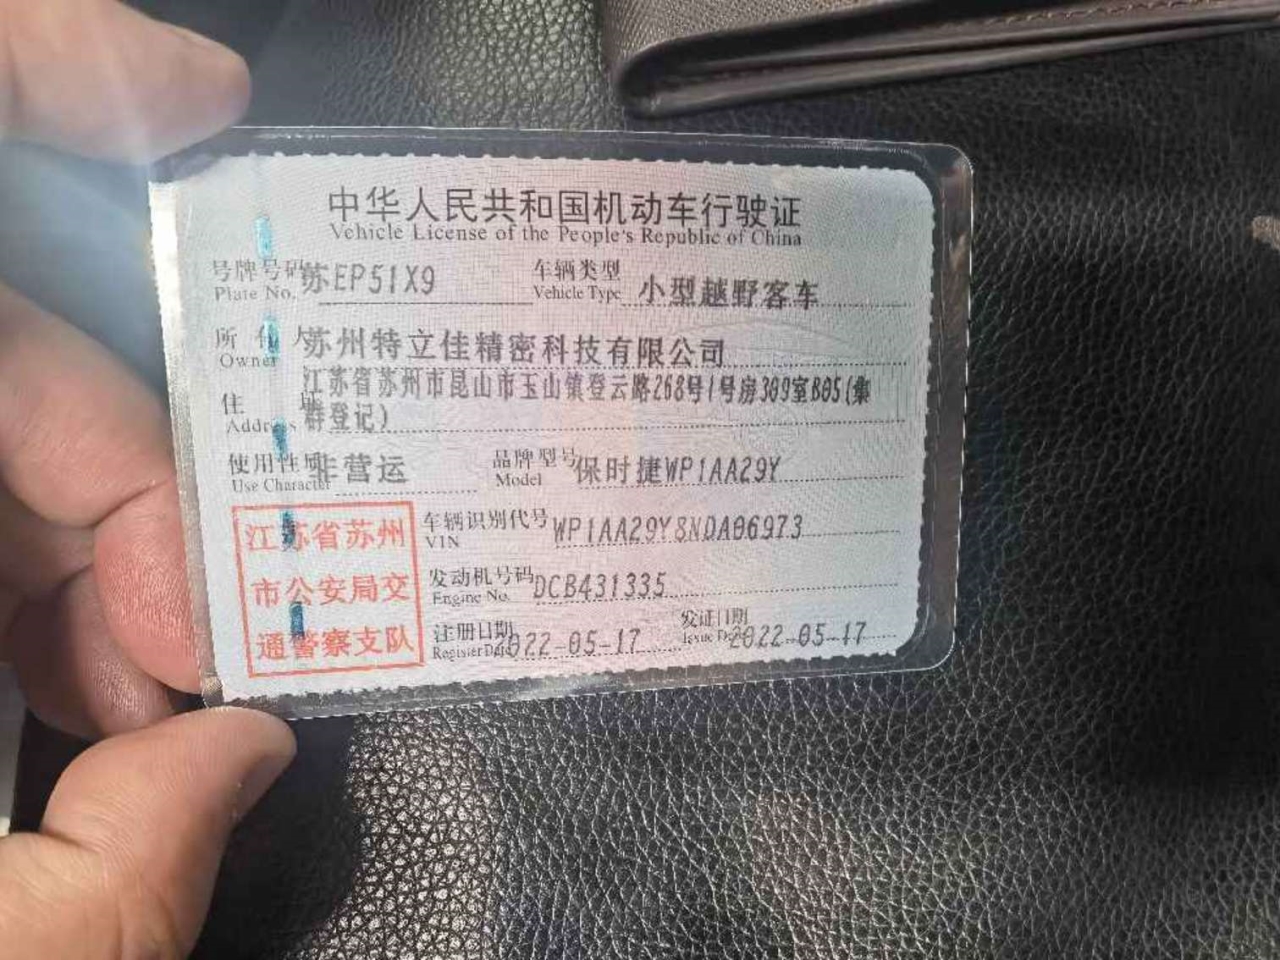 中华人民共和国机动车行驶证
Vehicle License of the People's Republic of China
号牌号码 苏EP51X9 车辆类型 小型越野客车
Plate No. Vehicle Type
所有人 苏州特立佳精密科技有限公司
Owner
住址 江苏省苏州市昆山市玉山镇登云路268号1号房309室B05(集
Address 群登记)
使用性质 非营运 品牌型号 保时捷WP1AA29Y
Use Character Model
江苏省苏州
市公安局交
通警察支队
车辆识别代号 WP1AA29Y8NDA06973
VIN
发动机号码 DCB431335
Engine No.
注册日期 2022-05-17 发证日期 2022-05-17
Register Date Issue Date